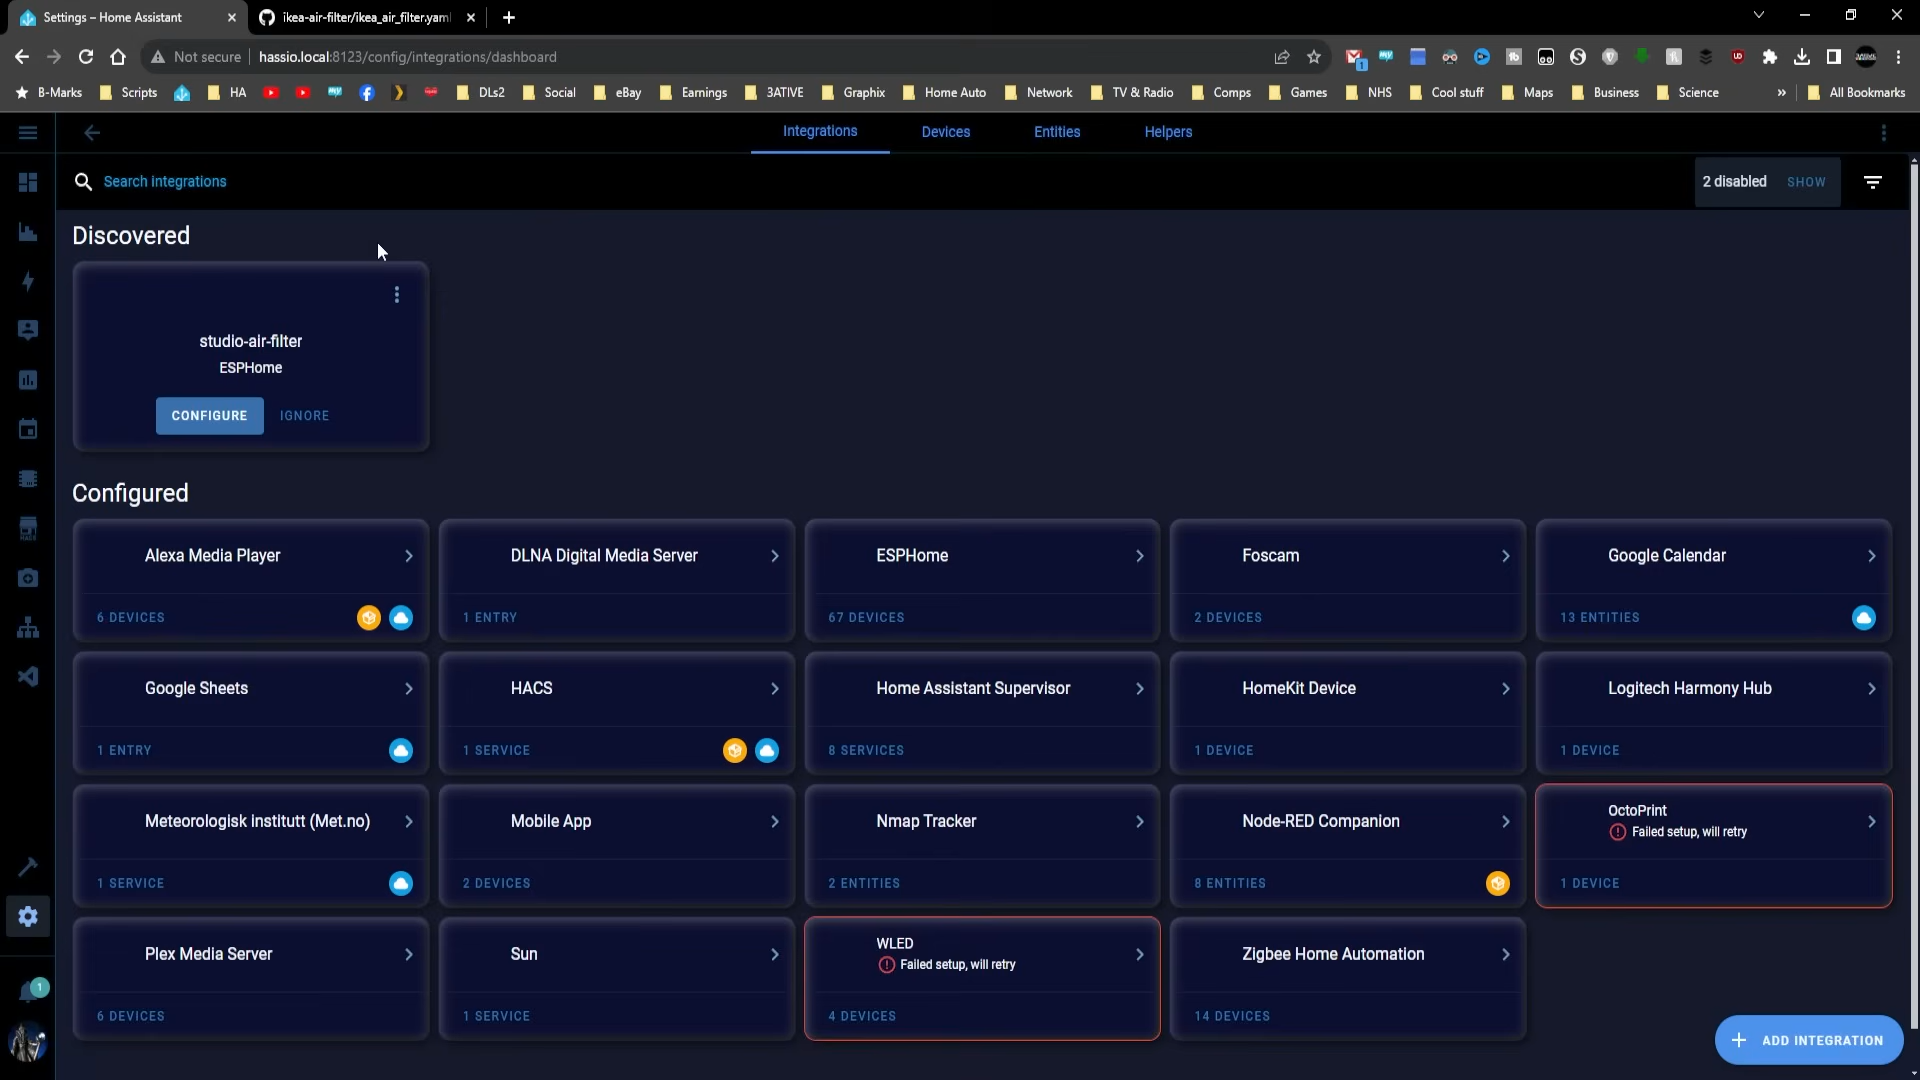 Settings – Home Assistant
ikea-air-filter/ikea_air_filter.yaml
Not secure
hassio.local:8123/config/integrations/dashboard
B-Marks
Scripts
HA
DLs2
Social
eBay
Earnings
3ATIVE
Graphix
Home Auto
Network
TV & Radio
Comps
Games
NHS
Cool stuff
Maps
Business
Science
»
All Bookmarks
Integrations
Devices
Entities
Helpers
Search integrations
2 disabled
SHOW
Discovered
studio-air-filter
ESPHome
CONFIGURE
IGNORE
Configured
Alexa Media Player
6 DEVICES
DLNA Digital Media Server
1 ENTRY
ESPHome
67 DEVICES
Foscam
2 DEVICES
Google Calendar
13 ENTITIES
Google Sheets
1 ENTRY
HACS
1 SERVICE
Home Assistant Supervisor
8 SERVICES
HomeKit Device
1 DEVICE
Logitech Harmony Hub
1 DEVICE
Meteorologisk institutt (Met.no)
1 SERVICE
Mobile App
2 DEVICES
Nmap Tracker
2 ENTITIES
Node-RED Companion
8 ENTITIES
OctoPrint
Failed setup, will retry
1 DEVICE
Plex Media Server
6 DEVICES
Sun
1 SERVICE
WLED
Failed setup, will retry
4 DEVICES
Zigbee Home Automation
14 DEVICES
1
ADD INTEGRATION